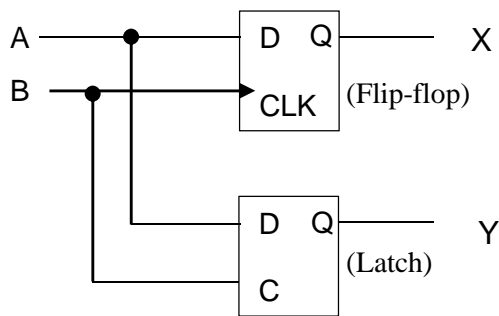 A D Q X
B CLK (Flip-flop)
D Q Y
C (Latch)